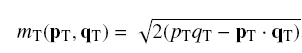 m_T(𝐩_T, 𝐪_T) = √2(p_T q_T − 𝐩_T · 𝐪_T)